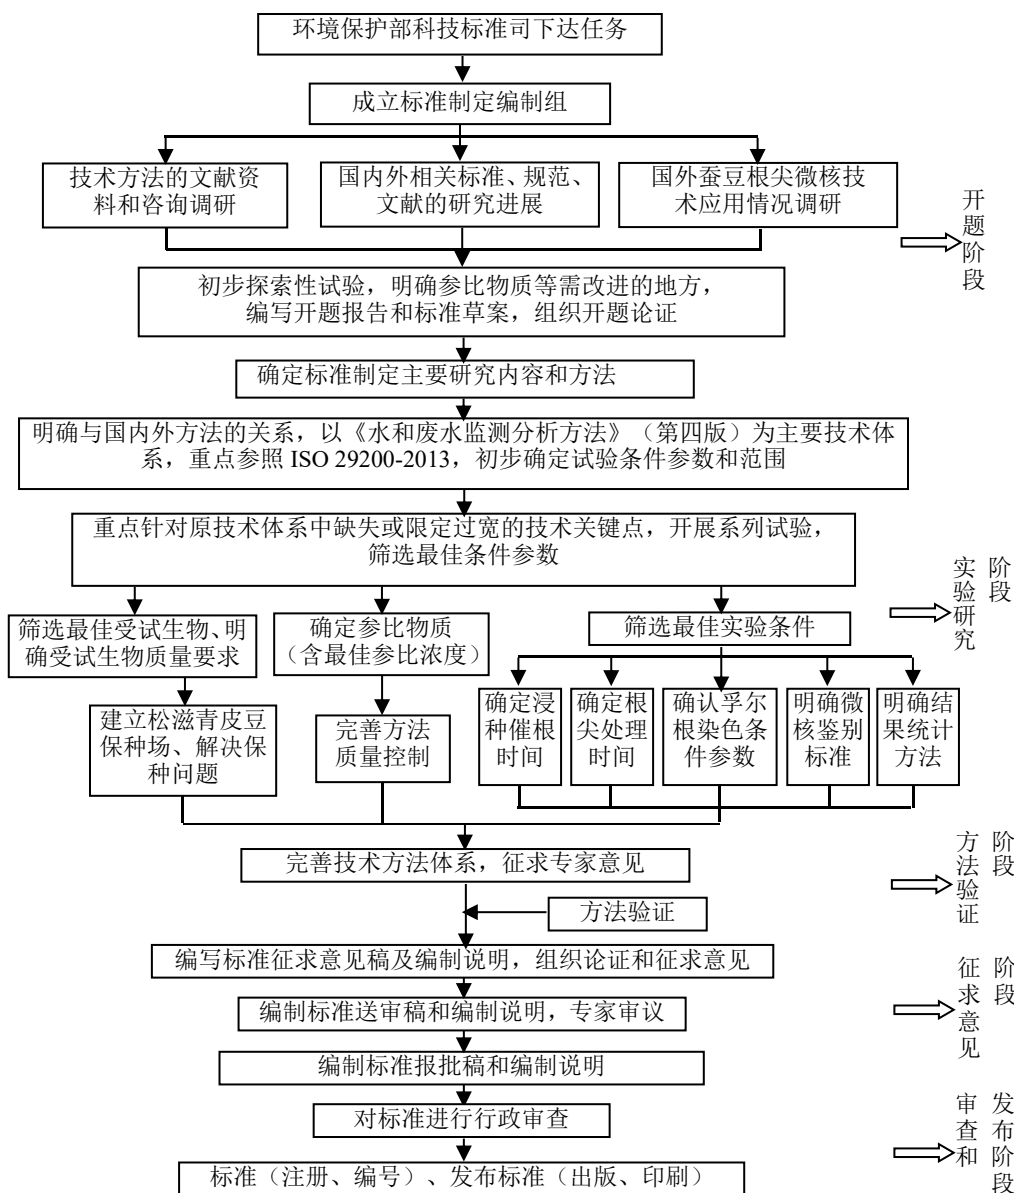 环境保护部科技标准司下达任务
成立标准制定编制组
技术方法的文献资
料和咨询调研
国内外相关标准、规范、
文献的研究进展
国外蚕豆根尖微核技
术应用情况调研
开题阶段
初步探索性试验，明确参比物质等需改进的地方，
编写开题报告和标准草案，组织开题论证
确定标准制定主要研究内容和方法
明确与国内外方法的关系，以《水和废水监测分析方法》（第四版）为主要技术体
系，重点参照 ISO 29200-2013，初步确定试验条件参数和范围
重点针对原技术体系中缺失或限定过宽的技术关键点，开展系列试验，
筛选最佳条件参数
实验研究
阶段
筛选最佳受试生物、明
确受试生物质量要求
确定参比物质
（含最佳参比浓度）
筛选最佳实验条件
建立松滋青皮豆
保种场、解决保
种问题
完善方法
质量控制
确定浸
种催根
时间
确定根
尖处理
时间
确认孚尔
根染色条
件参数
明确微
核鉴别
标准
明确结
果统计
方法
完善技术方法体系，征求专家意见
方法验证
阶段
方法验证
编写标准征求意见稿及编制说明，组织论证和征求意见
征求意见
阶段
编制标准送审稿和编制说明，专家审议
编制标准报批稿和编制说明
对标准进行行政审查
审查和
发布阶段
标准（注册、编号）、发布标准（出版、印刷）